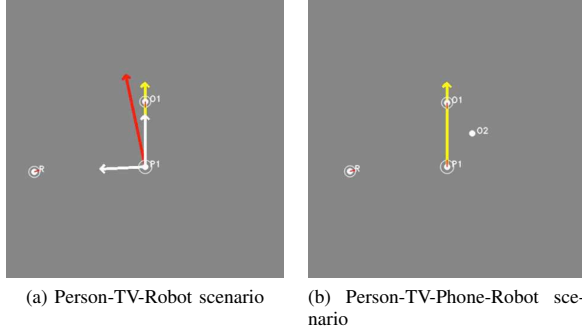 O1
P1
R
O1
O2
P1
R
(a) Person-TV-Robot scenario
(b) Person-TV-Phone-Robot sce-
nario